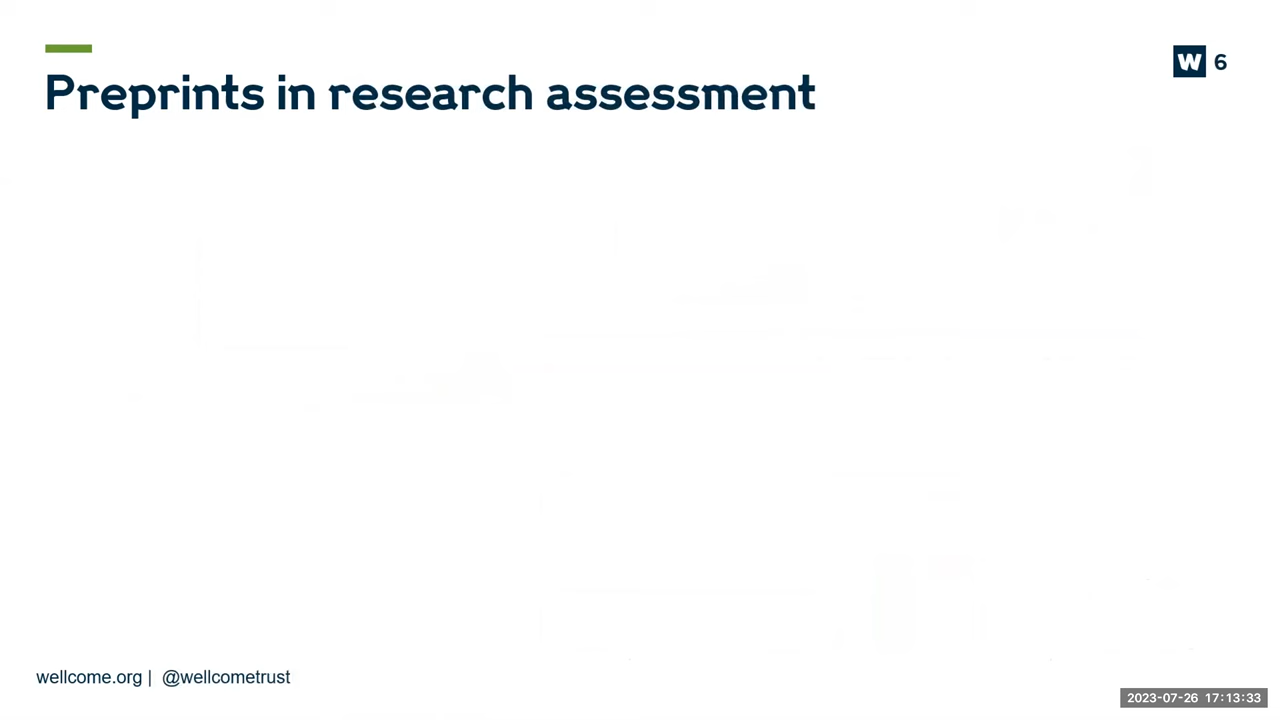 Preprints in research assessment
W 6
wellcome.org | @wellcometrust
2023-07-26 17:13:33